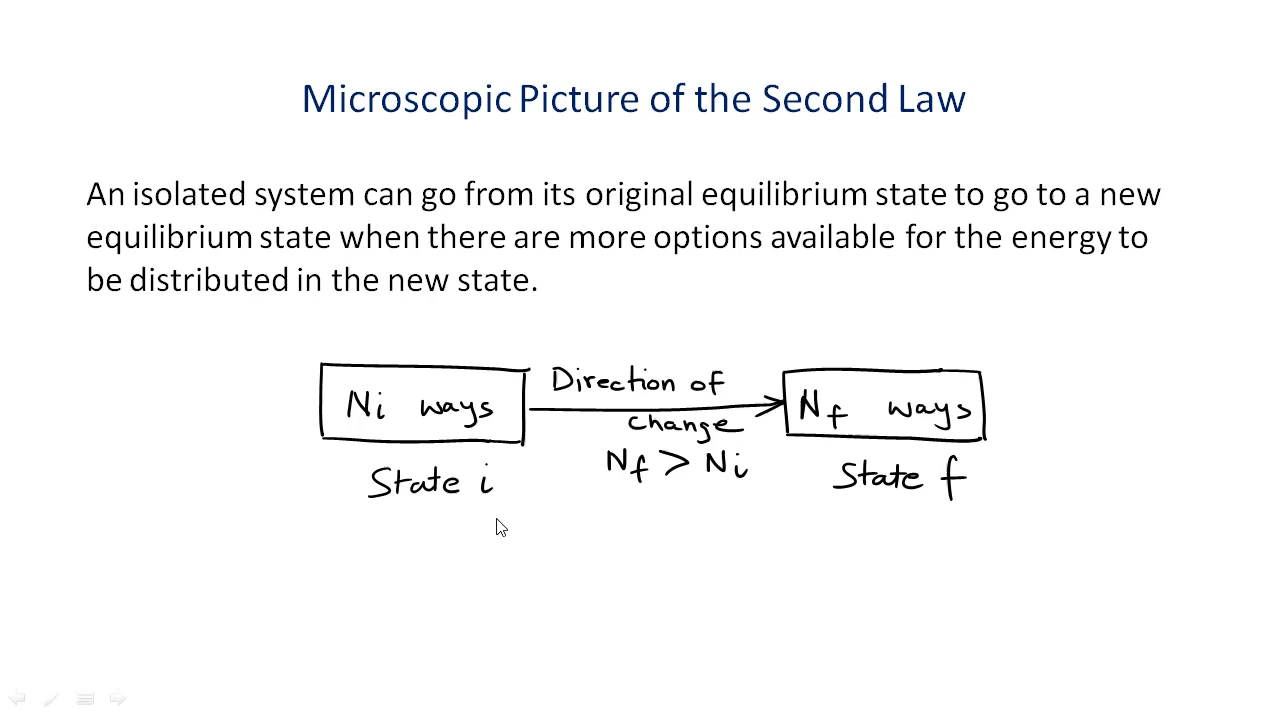 Microscopic Picture of the Second Law
An isolated system can go from its original equilibrium state to go to a new
equilibrium state when there are more options available for the energy to
be distributed in the new state.
Ni ways
Direction of
change
Nf > Ni
Nf ways
State i
State f